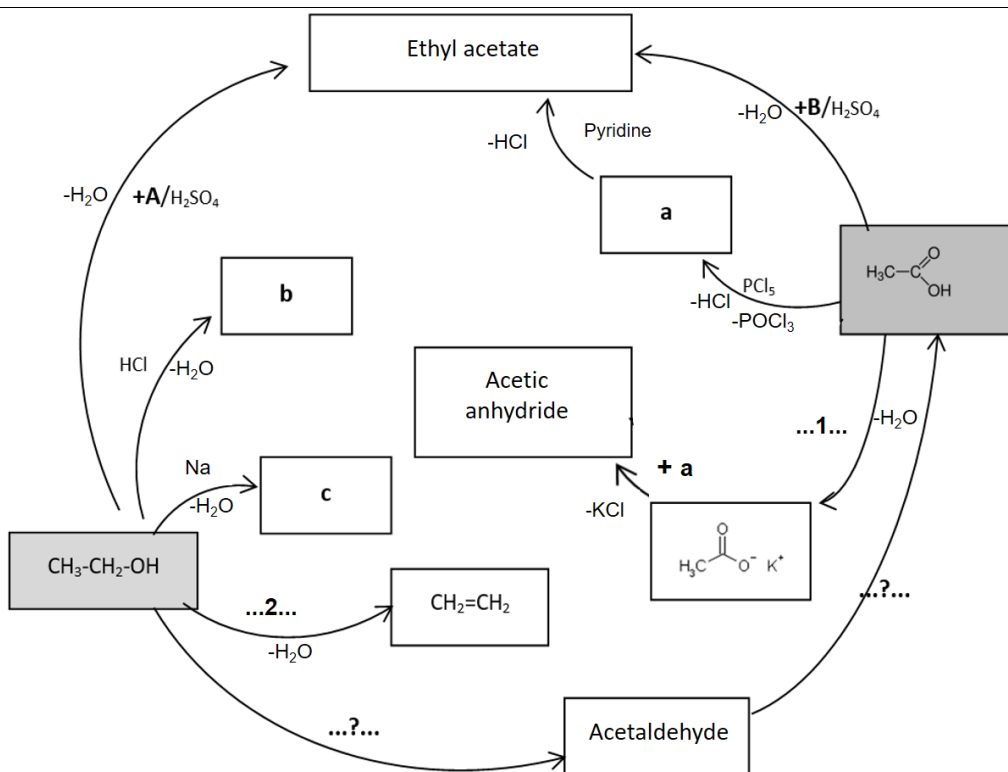 Ethyl acetate
-H₂O +B/H₂SO₄
-HCl Pyridine
a
-H₂O +A/H₂SO₄
H₃C-C
O
OH
b
PCl₅
-HCl
-POCl₃
HCl -H₂O
Acetic
anhydride
...1... -H₂O
Na
-H₂O
c
+ a
-KCl
O
H₃C O⁻ K⁺
CH₃-CH₂-OH
...2...
-H₂O
CH₂=CH₂
...?...
...?...
Acetaldehyde